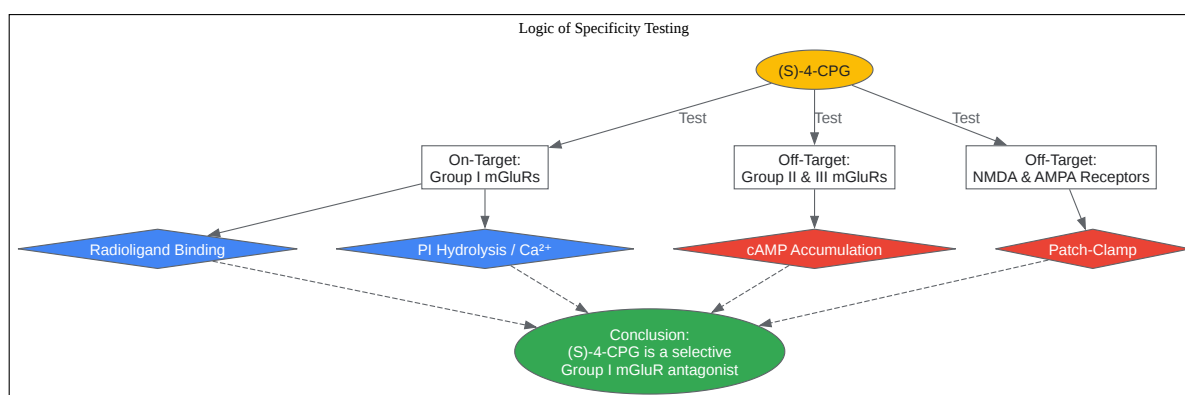 Logic of Specificity Testing
(S)-4-CPG
Test
Test
Test
On-Target:
Group I mGluRs
Off-Target:
Group II & III mGluRs
Off-Target:
NMDA & AMPA Receptors
Radioligand Binding
PI Hydrolysis / Ca²⁺
cAMP Accumulation
Patch-Clamp
Conclusion:
(S)-4-CPG is a selective
Group I mGluR antagonist